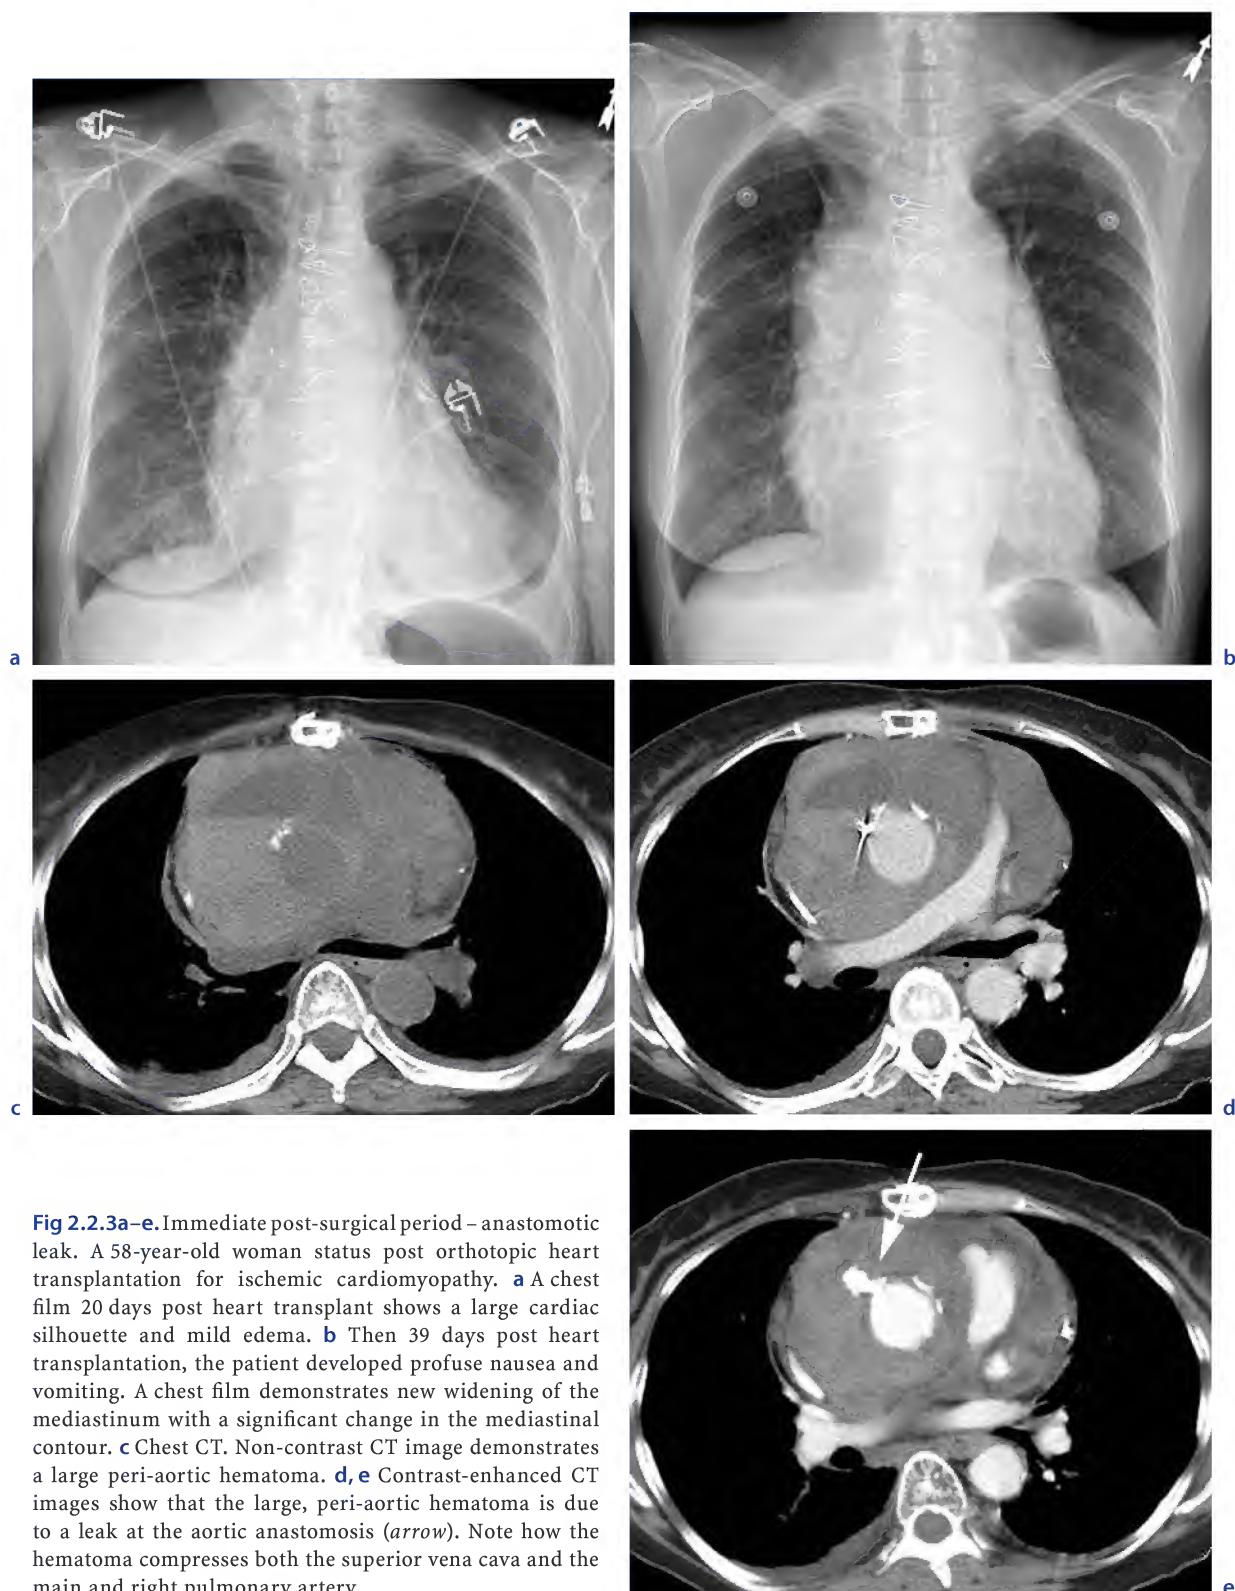 a
b
c
d
Fig 2.2.3a–e. Immediate post-surgical period – anastomotic
leak. A 58-year-old woman status post orthotopic heart
transplantation for ischemic cardiomyopathy. a A chest
film 20 days post heart transplant shows a large cardiac
silhouette and mild edema. b Then 39 days post heart
transplantation, the patient developed profuse nausea and
vomiting. A chest film demonstrates new widening of the
mediastinum with a significant change in the mediastinal
contour. c Chest CT. Non-contrast CT image demonstrates
a large peri-aortic hematoma. d, e Contrast-enhanced CT
images show that the large, peri-aortic hematoma is due
to a leak at the aortic anastomosis (arrow). Note how the
hematoma compresses both the superior vena cava and the
main and right pulmonary artery
e